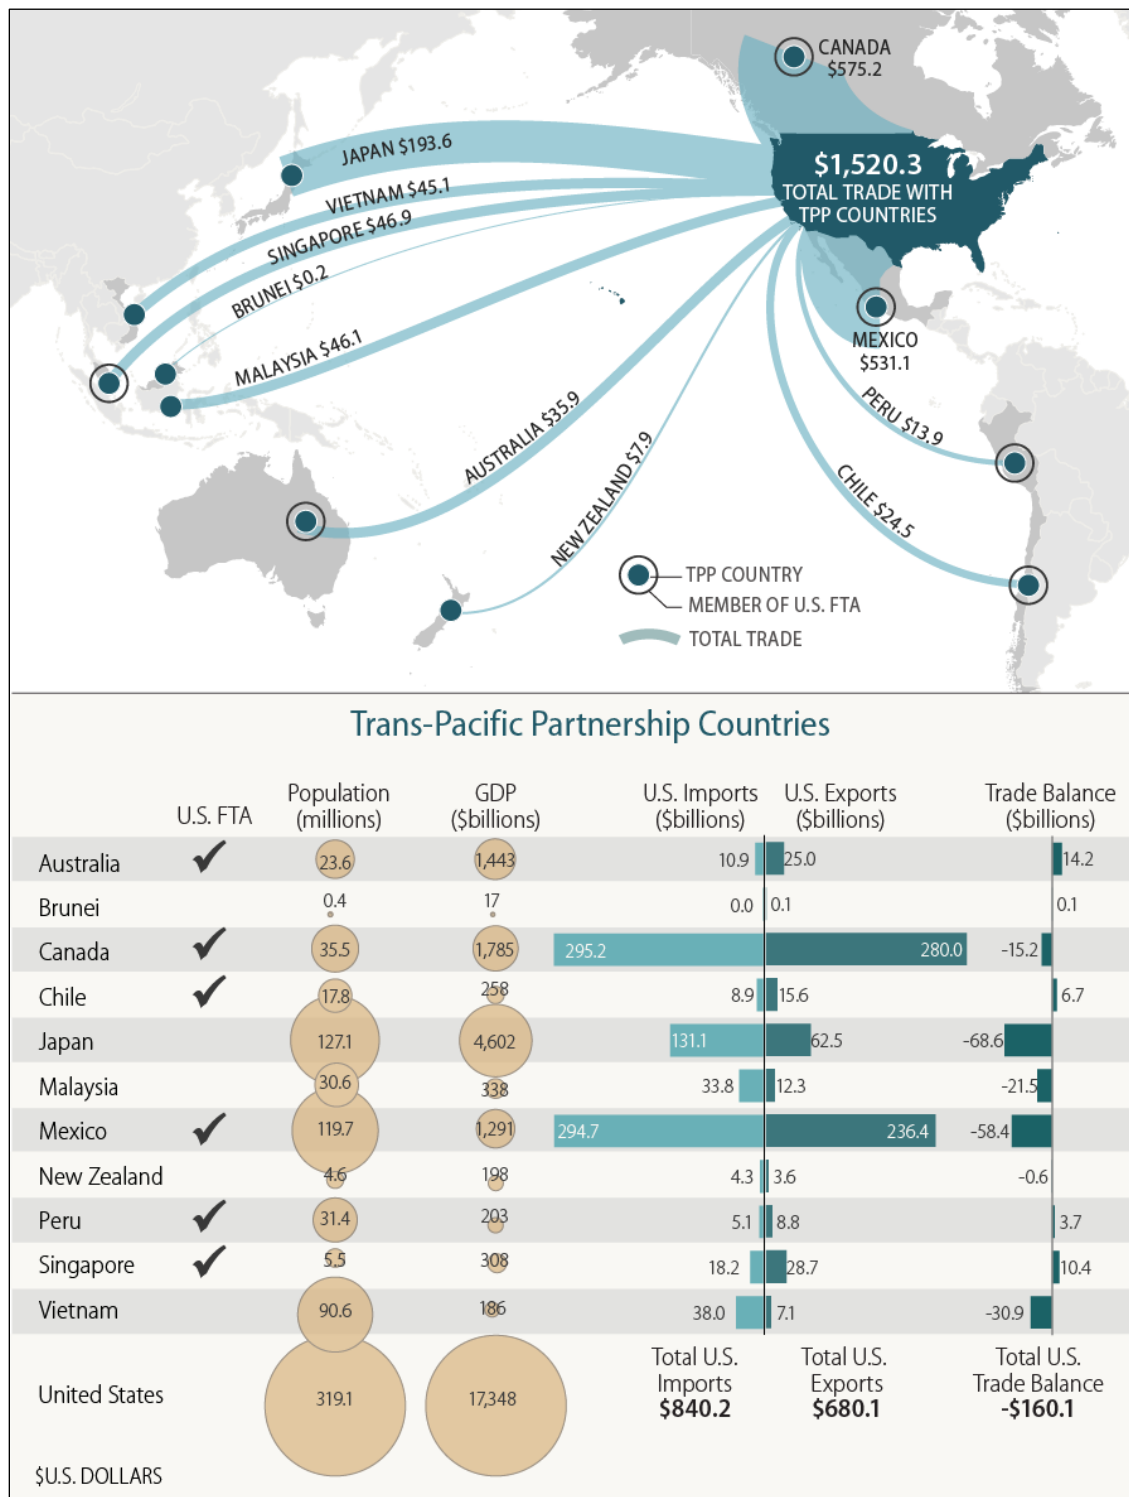 CANADA
$575.2
JAPAN $193.6
VIETNAM $45.1
SINGAPORE $46.9
BRUNEI $0.2
MALAYSIA $46.1
$1,520.3
TOTAL TRADE WITH
TPP COUNTRIES
MEXICO
$531.1
AUSTRALIA $35.9
NEW ZEALAND $7.9
PERU $13.9
CHILE $24.5
TPP COUNTRY
MEMBER OF U.S. FTA
TOTAL TRADE
Trans-Pacific Partnership Countries
U.S. FTA Population (millions) GDP ($billions) U.S. Imports ($billions) U.S. Exports ($billions) Trade Balance ($billions)
Australia ✓ 23.6 1,443 10.9 25.0 14.2
Brunei 0.4 17 0.0 0.1 0.1
Canada ✓ 35.5 1,785 295.2 280.0 -15.2
Chile ✓ 17.8 258 8.9 15.6 6.7
Japan 127.1 4,602 131.1 62.5 -68.6
Malaysia 30.6 338 33.8 12.3 -21.5
Mexico ✓ 119.7 1,291 294.7 236.4 -58.4
New Zealand 4.6 198 4.3 3.6 -0.6
Peru ✓ 31.4 203 5.1 8.8 3.7
Singapore ✓ 5.5 308 18.2 28.7 10.4
Vietnam 90.6 186 38.0 7.1 -30.9
United States 319.1 17,348
Total U.S. Imports $840.2
Total U.S. Exports $680.1
Total U.S. Trade Balance -$160.1
$U.S. DOLLARS